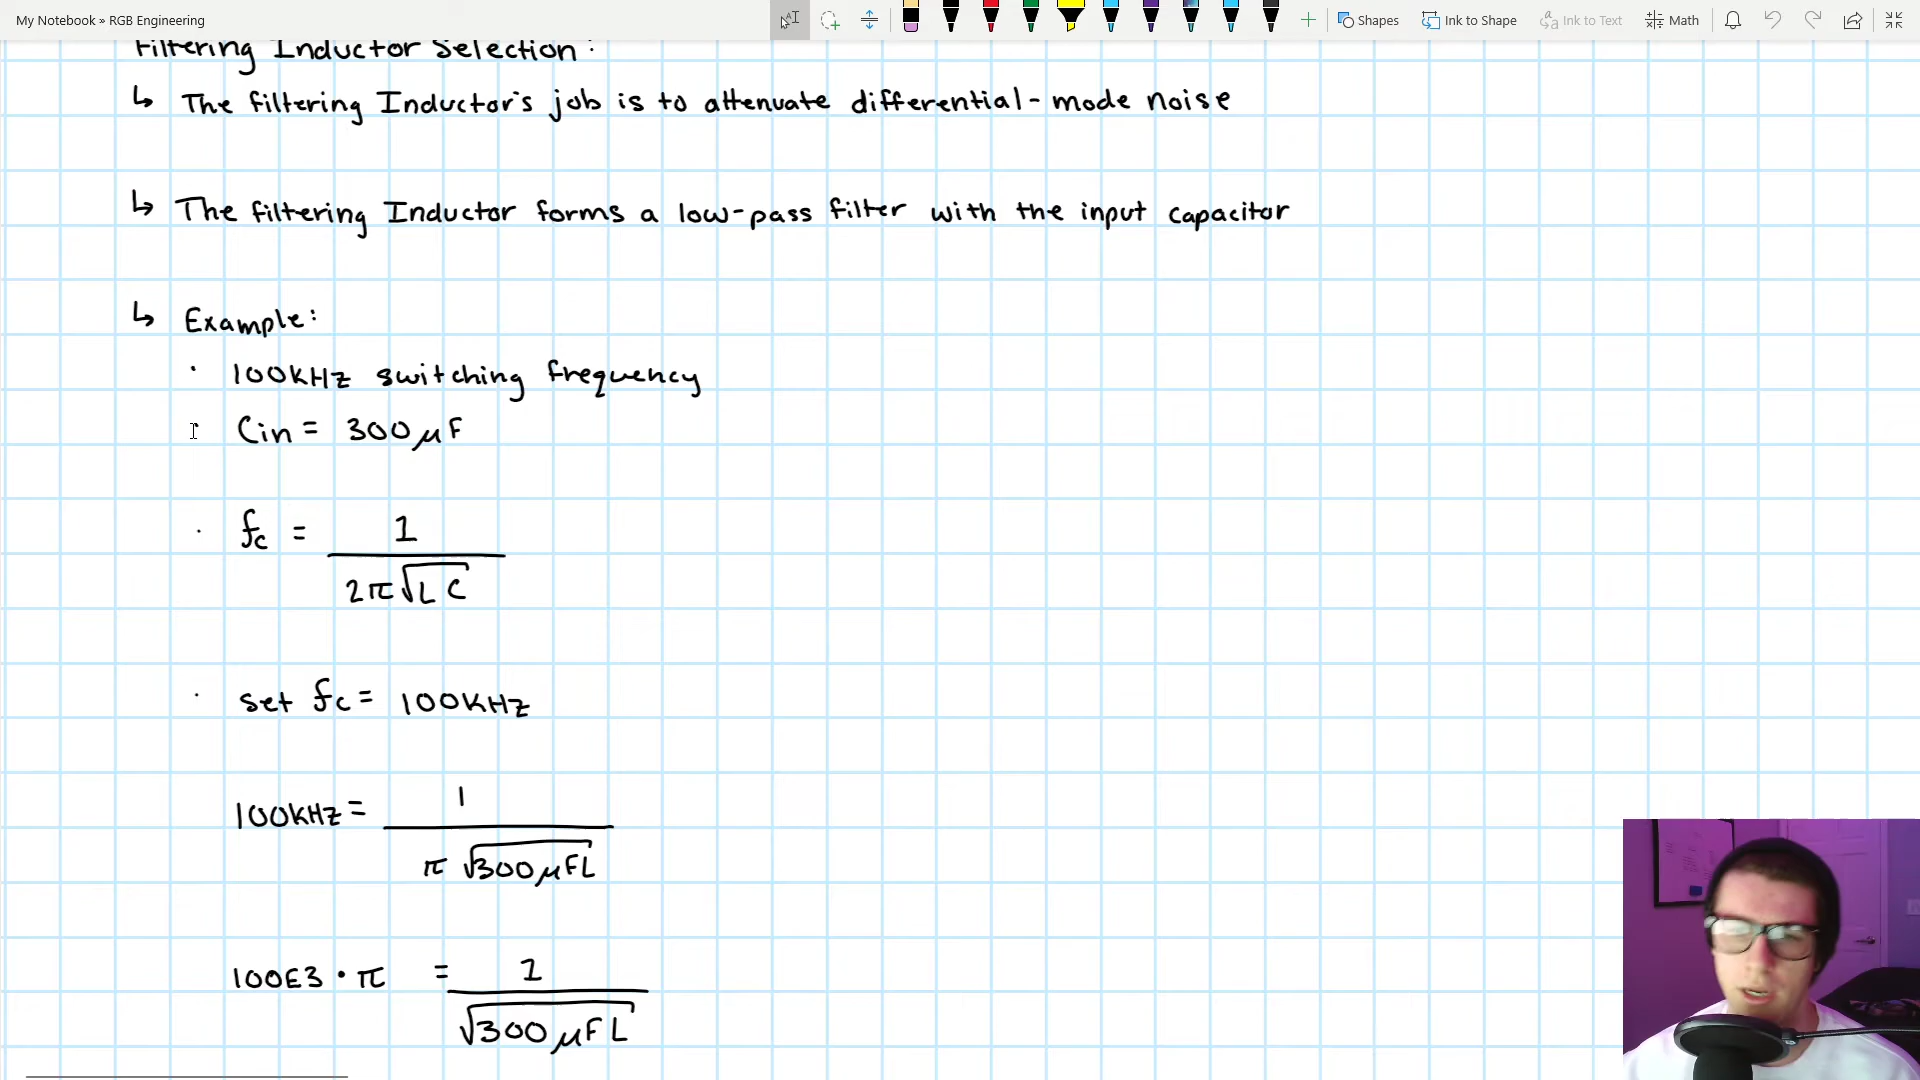 My Notebook » RGB Engineering
Shapes
Ink to Shape
Ink to Text
Math
Filtering Inductor Selection:
↳ The filtering Inductor's job is to attenuate differential-mode noise
↳ The filtering Inductor forms a low-pass filter with the input capacitor
↳ Example:
· 100KHz switching frequency
· Cin = 300μF
· fc = 1 / 2π√LC
· set fc = 100KHz
100KHz = 1 / π√300μFL
100E3 · π = 1 / √300μFL